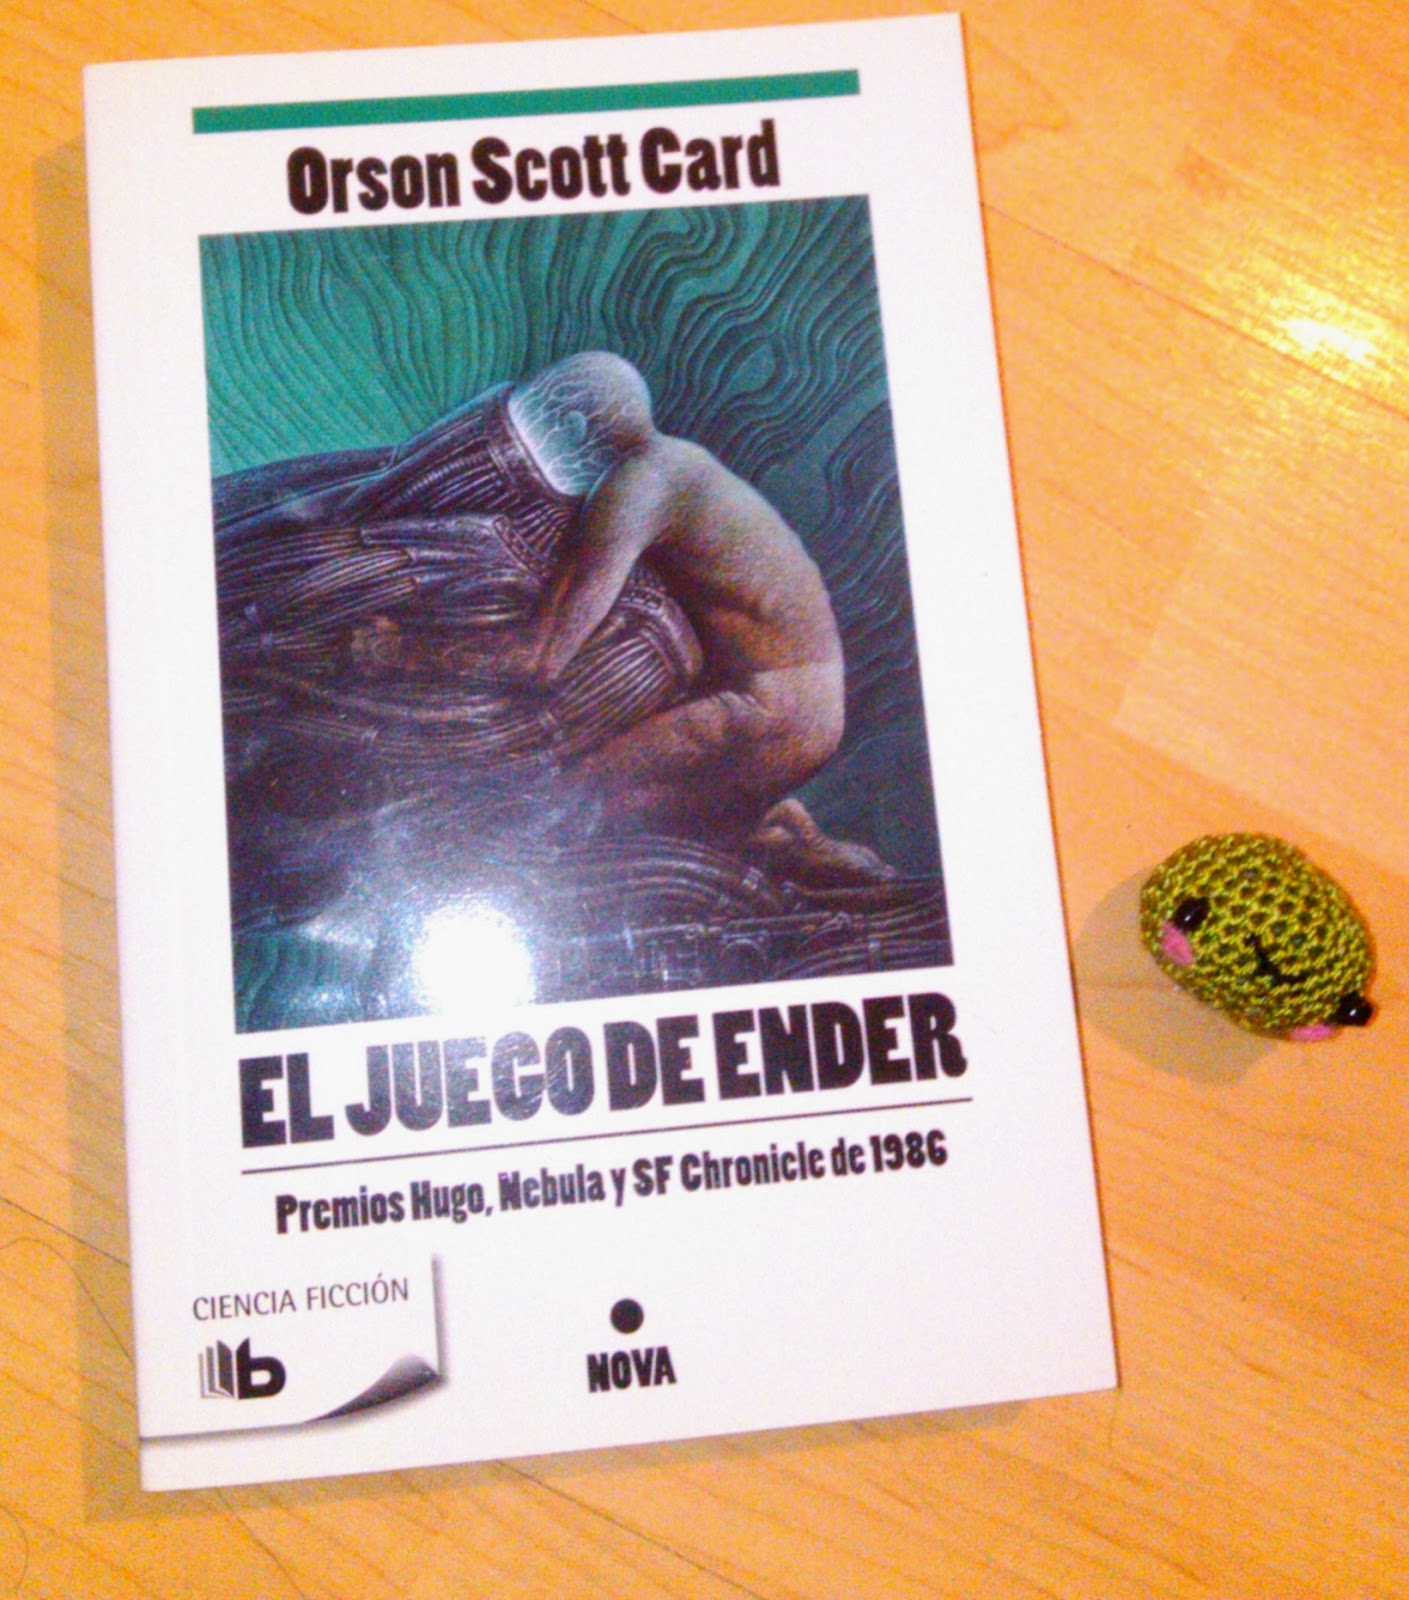 Orson Scott Card
EL JUEGO DE ENDER
Premios Hugo, Nebula y SF Chronicle de 1986
CIENCIA FICCIÓN
b
NOVA